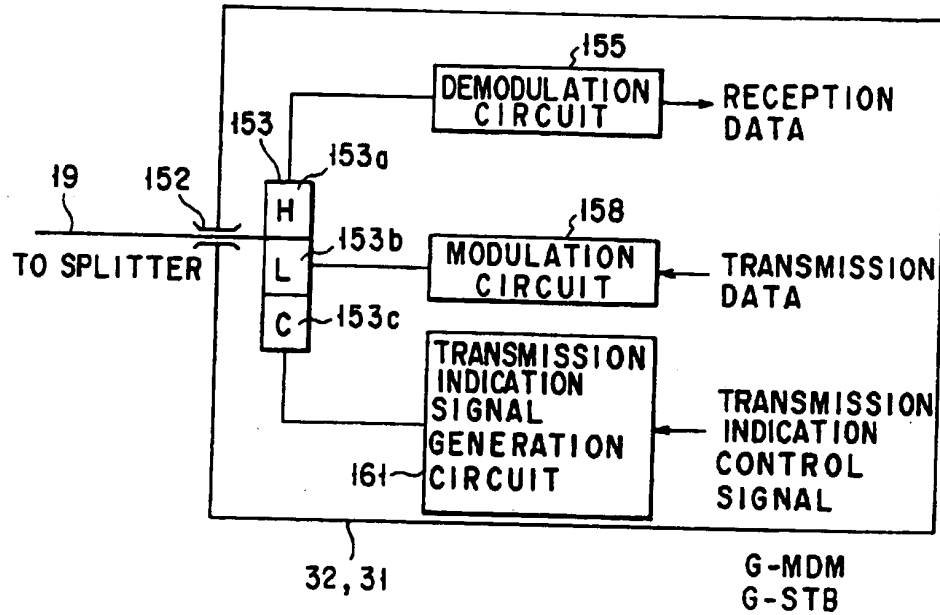 155
DEMODULATION
CIRCUIT
RECEPTION
DATA
153
153a
H
19
152
TO SPLITTER
153b
L
158
MODULATION
CIRCUIT
TRANSMISSION
DATA
C
153c
TRANSMISSION
INDICATION
SIGNAL
GENERATION
CIRCUIT
161
TRANSMISSION
INDICATION
CONTROL
SIGNAL
32, 31
G-MDM
G-STB